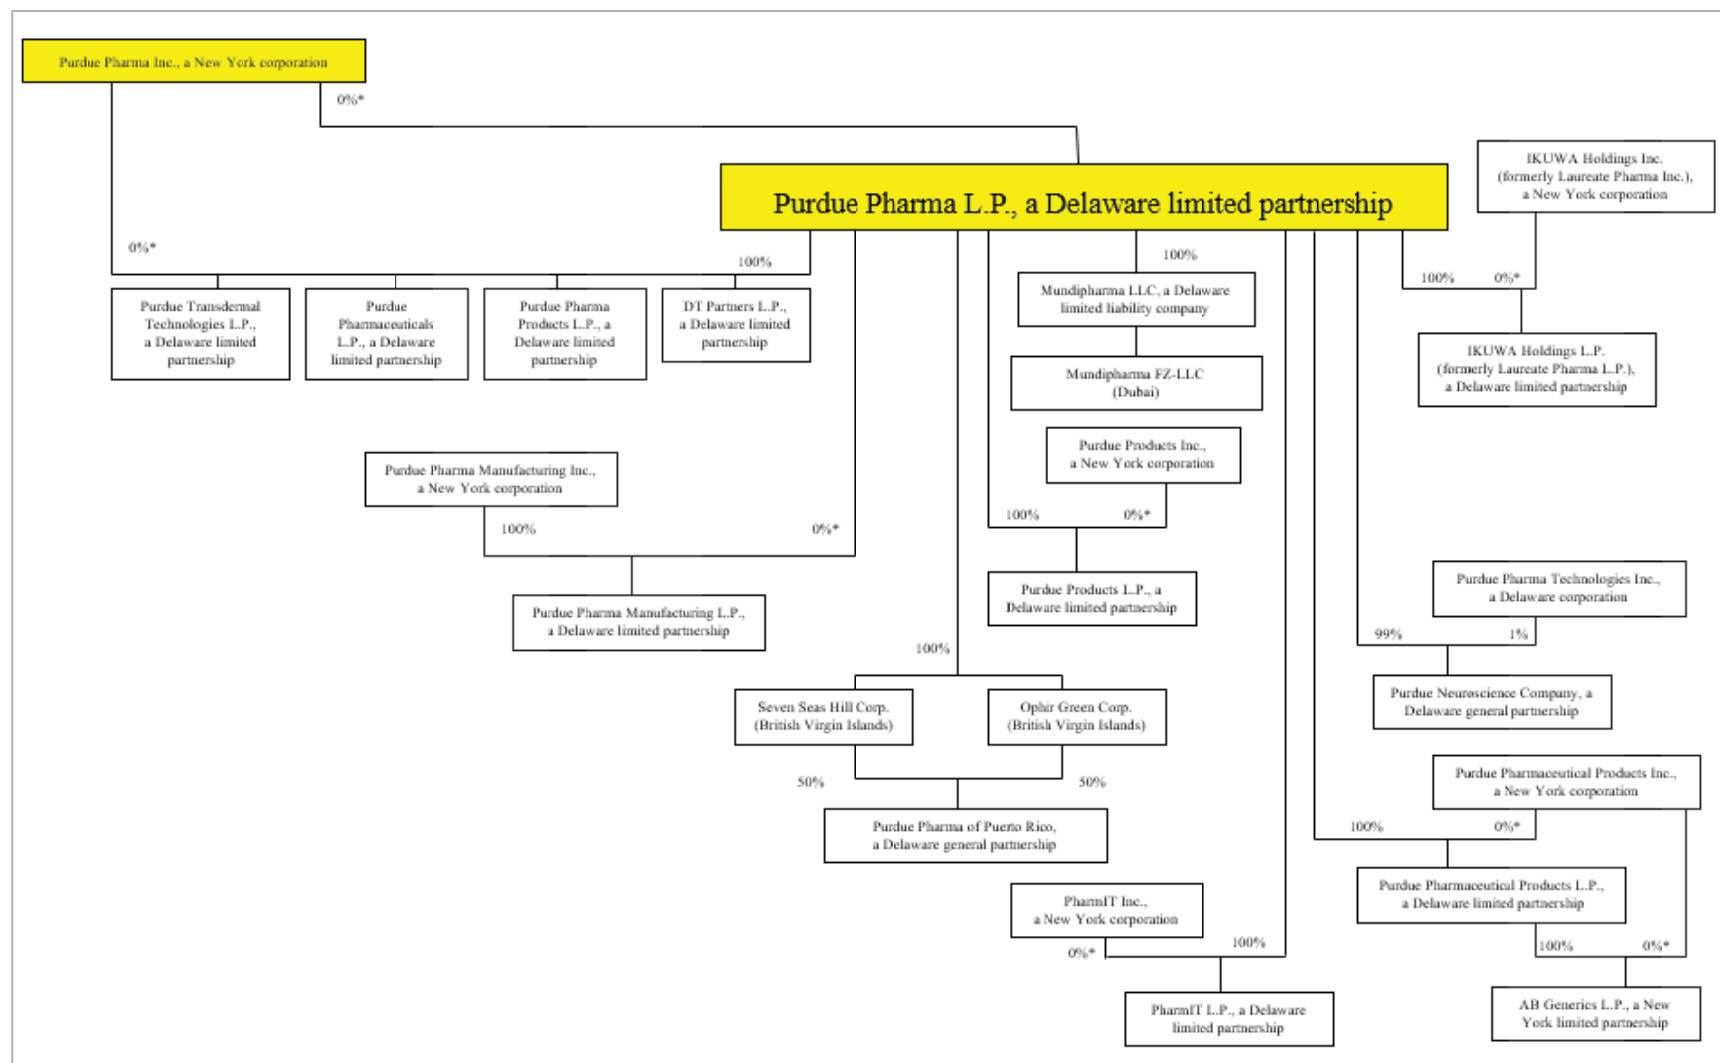 Purdue Pharma Inc., a New York corporation
0%*
Purdue Pharma L.P., a Delaware limited partnership
IKUWA Holdings Inc.
(formerly Laureate Pharma Inc.),
a New York corporation
0%*
100%
Purdue Transdermal
Technologies L.P.,
a Delaware limited
partnership
Purdue
Pharmaceuticals
L.P., a Delaware
limited partnership
Purdue Pharma
Products L.P., a
Delaware limited
partnership
DT Partners L.P.,
a Delaware limited
partnership
100%
Mundipharma LLC, a Delaware
limited liability company
Mundipharma FZ-LLC
(Dubai)
100%
0%*
IKUWA Holdings L.P.
(formerly Laureate Pharma L.P.),
a Delaware limited partnership
Purdue Products Inc.,
a New York corporation
100%
0%*
Purdue Products L.P., a
Delaware limited partnership
Purdue Pharma Manufacturing Inc.,
a New York corporation
100%
0%*
Purdue Pharma Manufacturing L.P.,
a Delaware limited partnership
Purdue Pharma Technologies Inc.,
a Delaware corporation
99%
1%
Purdue Neuroscience Company, a
Delaware general partnership
100%
Seven Seas Hill Corp.
(British Virgin Islands)
Ophir Green Corp.
(British Virgin Islands)
50%
50%
Purdue Pharma of Puerto Rico,
a Delaware general partnership
Purdue Pharmaceutical Products Inc.,
a New York corporation
100%
0%*
Purdue Pharmaceutical Products L.P.,
a Delaware limited partnership
PharmIT Inc.,
a New York corporation
0%*
100%
PharmIT L.P., a Delaware
limited partnership
100%
0%*
AB Generics L.P., a New
York limited partnership